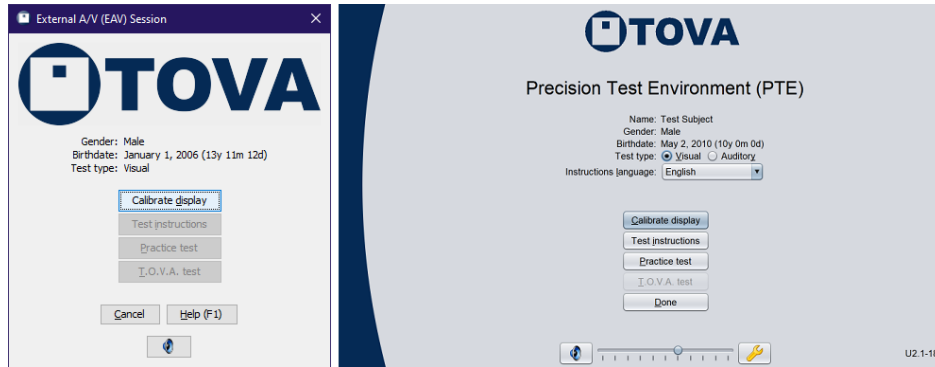 External A/V (EAV) Session
TOVA
Gender: Male
Birthdate: January 1, 2006 (13y 11m 12d)
Test type: Visual
Calibrate display
Test instructions
Practice test
T.O.V.A. test
Cancel Help (F1)
TOVA
Precision Test Environment (PTE)
Name: Test Subject
Gender: Male
Birthdate: May 2, 2010 (10y 0m 0d)
Test type: Visual Auditory
Instructions language: English
Calibrate display
Test instructions
Practice test
T.O.V.A. test
Done